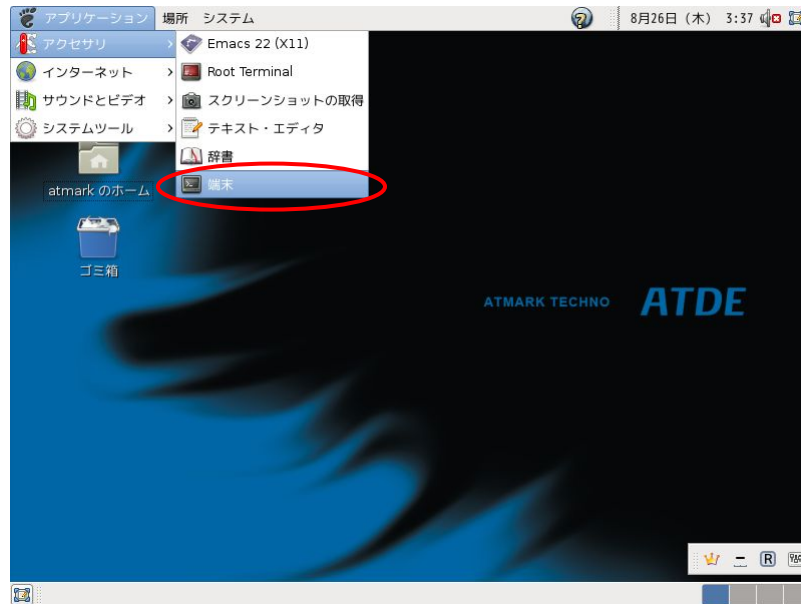 アプリケーション 場所 システム 8月26日 (木) 3:37
アクセサリ
インターネット
サウンドとビデオ
システムツール
Emacs 22 (X11)
Root Terminal
スクリーンショットの取得
テキスト・エディタ
辞書
端末
atmark のホーム
ゴミ箱
ATMARK TECHNO ATDE
R